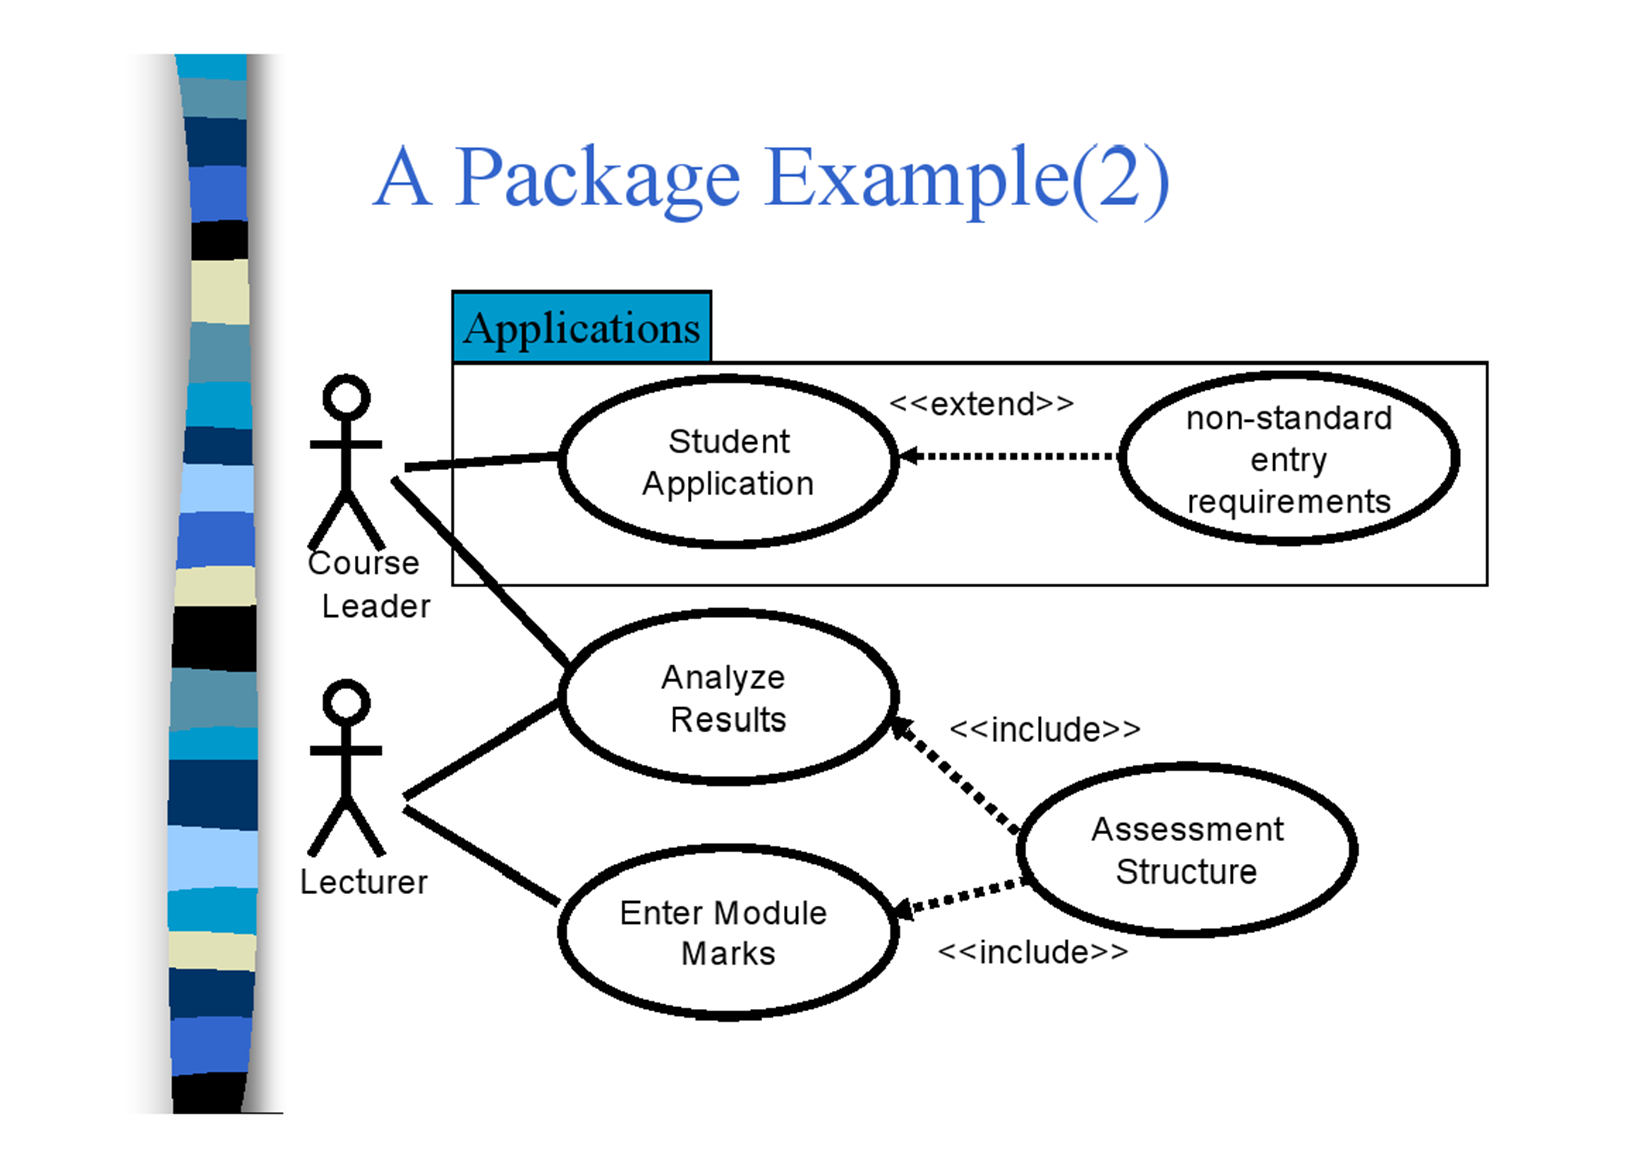 A Package Example(2)
Applications
<<extend>>
Student
Application
non-standard
entry
requirements
Course
Leader
Analyze
Results
<<include>>
Assessment
Structure
Lecturer
Enter Module
Marks
<<include>>